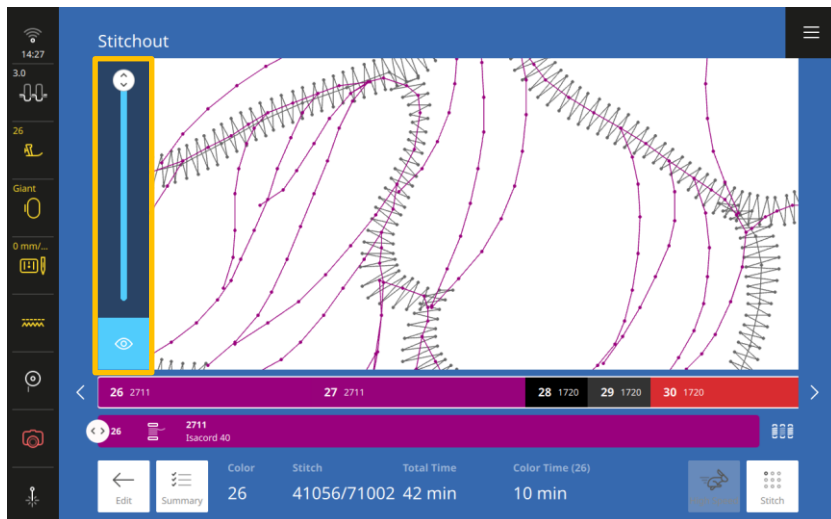 Stitchout
14:27
3.0
26
Giant
0 mm/...
26 2711
27 2711
28 1720
29 1720
30 1720
26
2711
Isacord 40
Edit
Summary
Color
26
Stitch
41056/71002
Total Time
42 min
Color Time (26)
10 min
Stitch